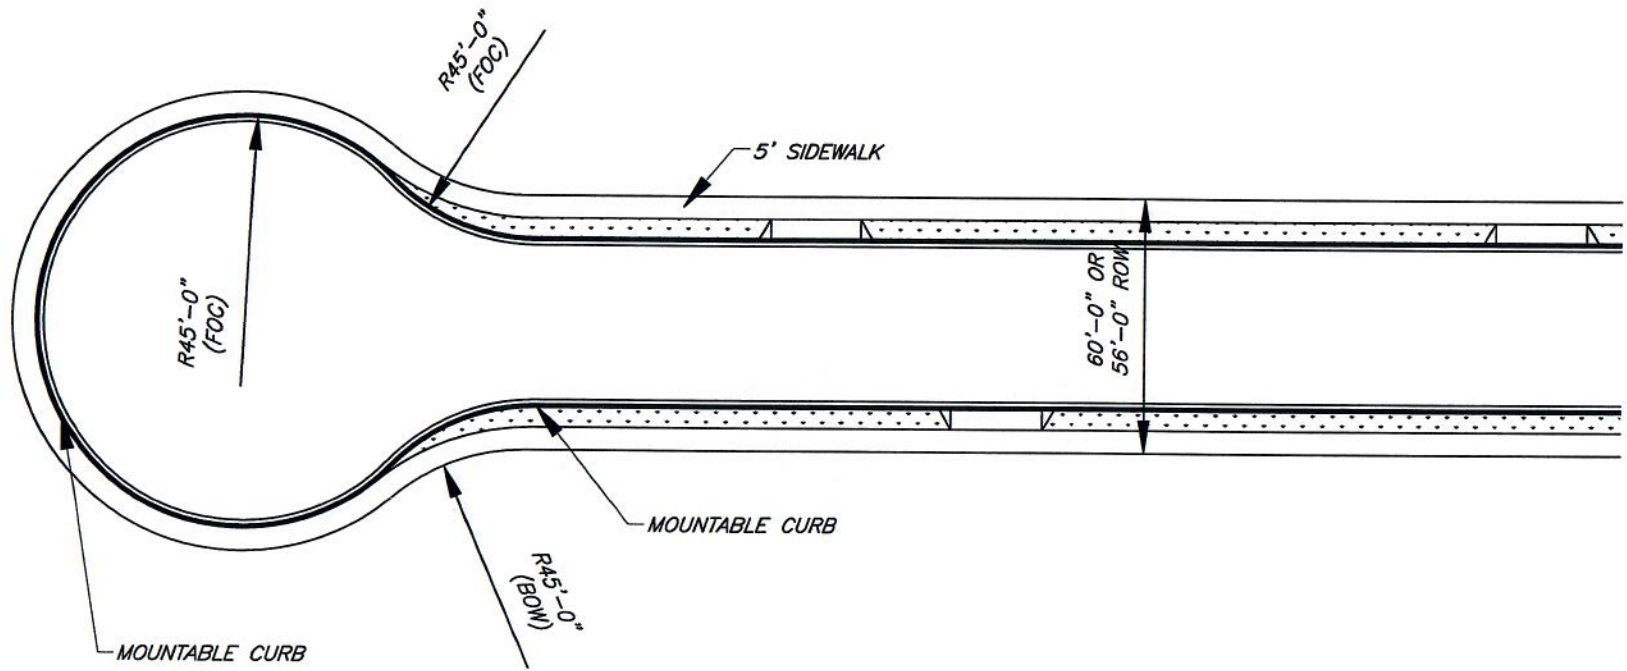 R45'-0"
(FOC)
5' SIDEWALK
R45'-0"
(FOC)
60'-0" OR
56'-0" ROW
MOUNTABLE CURB
R45'-0"
(BOW)
MOUNTABLE CURB